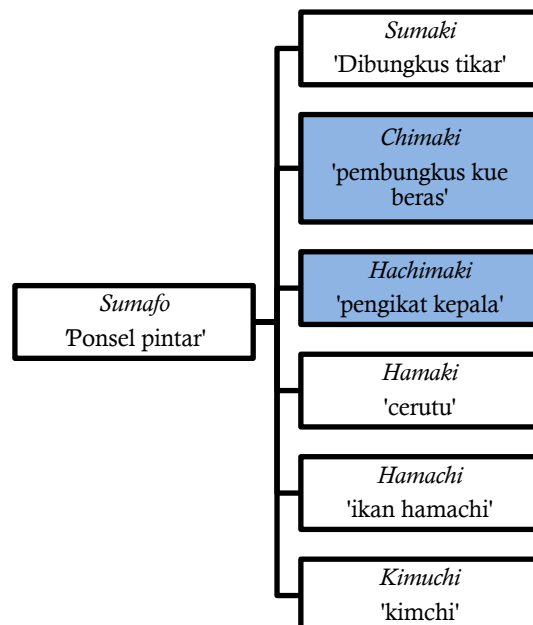 Sumaki
'Dibungkus tikar'
Chimaki
'pembungkus kue
beras'
Hachimaki
'pengikat kepala'
Sumafo
'Ponsel pintar'
Hamaki
'cerutu'
Hamachi
'ikan hamachi'
Kimuchi
'kimchi'